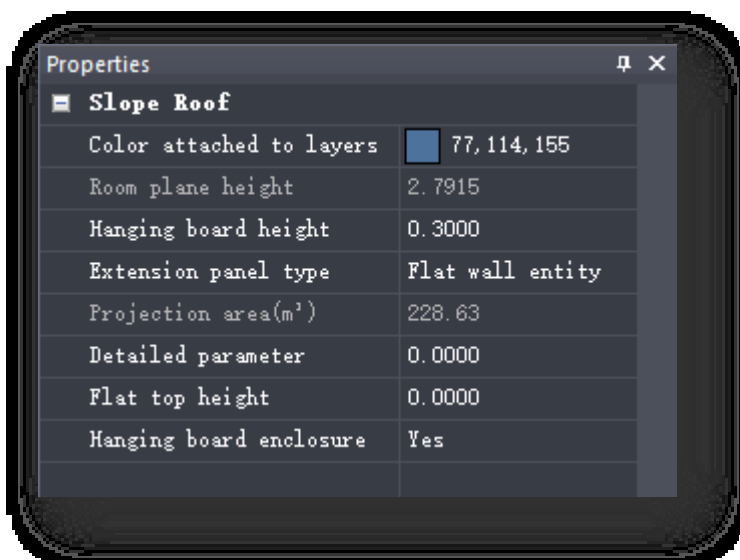 Properties
Slope Roof
Color attached to layers 77,114,155
Room plane height 2.7915
Hanging board height 0.3000
Extension panel type Flat wall entity
Projection area(m²) 228.63
Detailed parameter 0.0000
Flat top height 0.0000
Hanging board enclosure Yes